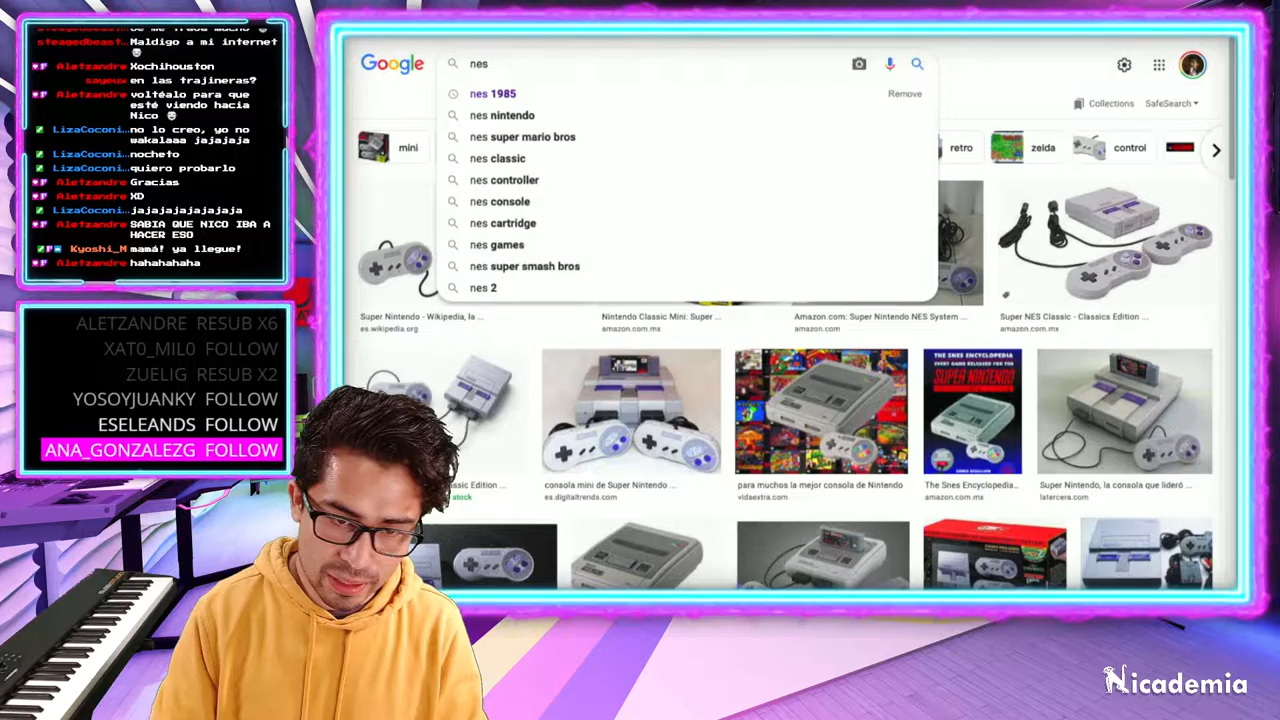 steagedbeast... Maldigo a mi internet
Aletzandre Xochihouston
sayeux en las trajineras?
Aletzandre voltéalo para que
esté viendo hacia
Nico
LizaCoconi... no lo creo, yo no
wakalaaa jajajaja
LizaCoconi... nocheto
LizaCoconi... quiero probarlo
Aletzandre Gracias
Aletzandre XD
LizaCoconi... jajajajajajaja
Aletzandre SABIA QUE NICO IBA A
HACER ESO
Kyoshi_M mamá! ya llegue!
Aletzandre hahahahaha
ALETZANDRE RESUB X6
XAT0_MIL0 FOLLOW
ZUELIG RESUB X2
YOSOYJUANKY FOLLOW
ESELEANDS FOLLOW
ANA_GONZALEZG FOLLOW
Google
nes
nes 1985
Remove
nes nintendo
nes super mario bros
nes classic
nes controller
nes console
nes cartridge
nes games
nes super smash bros
nes 2
Collections SafeSearch
mini
retro
zelda
control
Super Nintendo - Wikipedia, la ...
es.wikipedia.org
Nintendo Classic Mini: Super ...
amazon.com.mx
Amazon.com: Super Nintendo NES System ...
amazon.com
Super NES Classic - Classics Edition ...
amazon.com.mx
THE SNES ENCYCLOPEDIA
SUPER NINTENDO
assic Edition ...
stock
consola mini de Super Nintendo ...
es.digitaltrends.com
para muchos la mejor consola de Nintendo
vidaextra.com
The Snes Encyclopedia...
amazon.com.mx
Super Nintendo, la consola que lideró ...
latercera.com
Nicademia